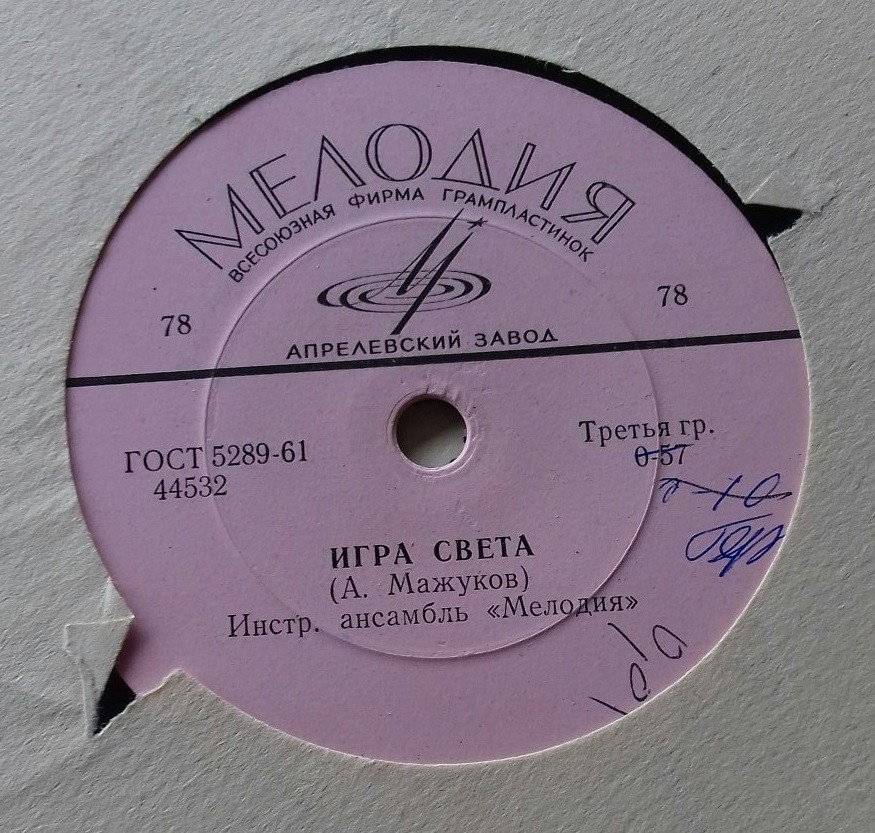 МЕЛОДИЯ
ВСЕСОЮЗНАЯ ФИРМА ГРАМПЛАСТИНОК
78
78
АПРЕЛЕВСКИЙ ЗАВОД
ГОСТ 5289-61
44532
Третья гр.
0-57
ИГРА СВЕТА
(А. Мажуков)
Инстр. ансамбль «Мелодия»